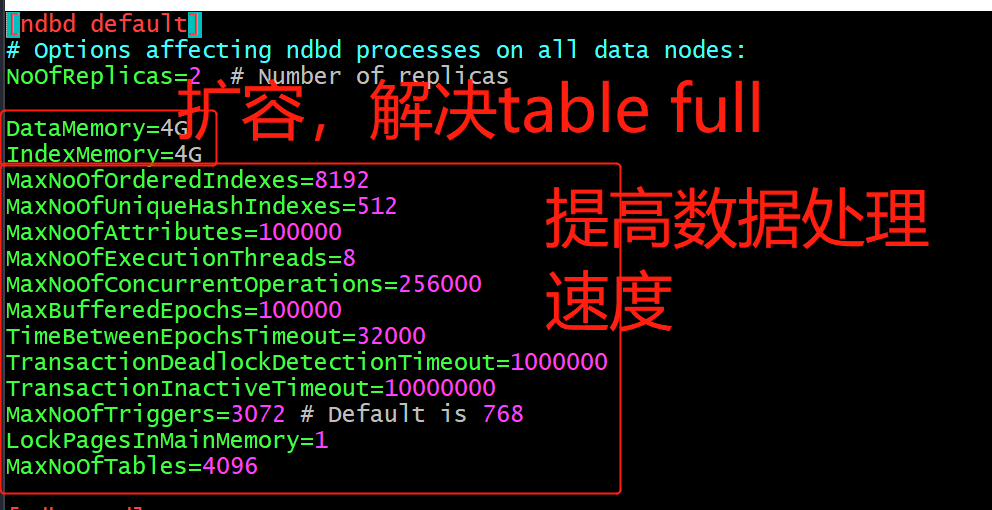 [ndbd default]
# Options affecting ndbd processes on all data nodes:
NoOfReplicas=2  # Number of replicas
扩容，解决table full
DataMemory=4G
IndexMemory=4G
MaxNoOfOrderedIndexes=8192
MaxNoOfUniqueHashIndexes=512
MaxNoOfAttributes=100000
MaxNoOfExecutionThreads=8
MaxNoOfConcurrentOperations=256000
MaxBufferedEpochs=100000
TimeBetweenEpochsTimeout=32000
TransactionDeadlockDetectionTimeout=1000000
TransactionInactiveTimeout=10000000
MaxNoOfTriggers=3072 # Default is 768
LockPagesInMainMemory=1
MaxNoOfTables=4096
提高数据处理
速度